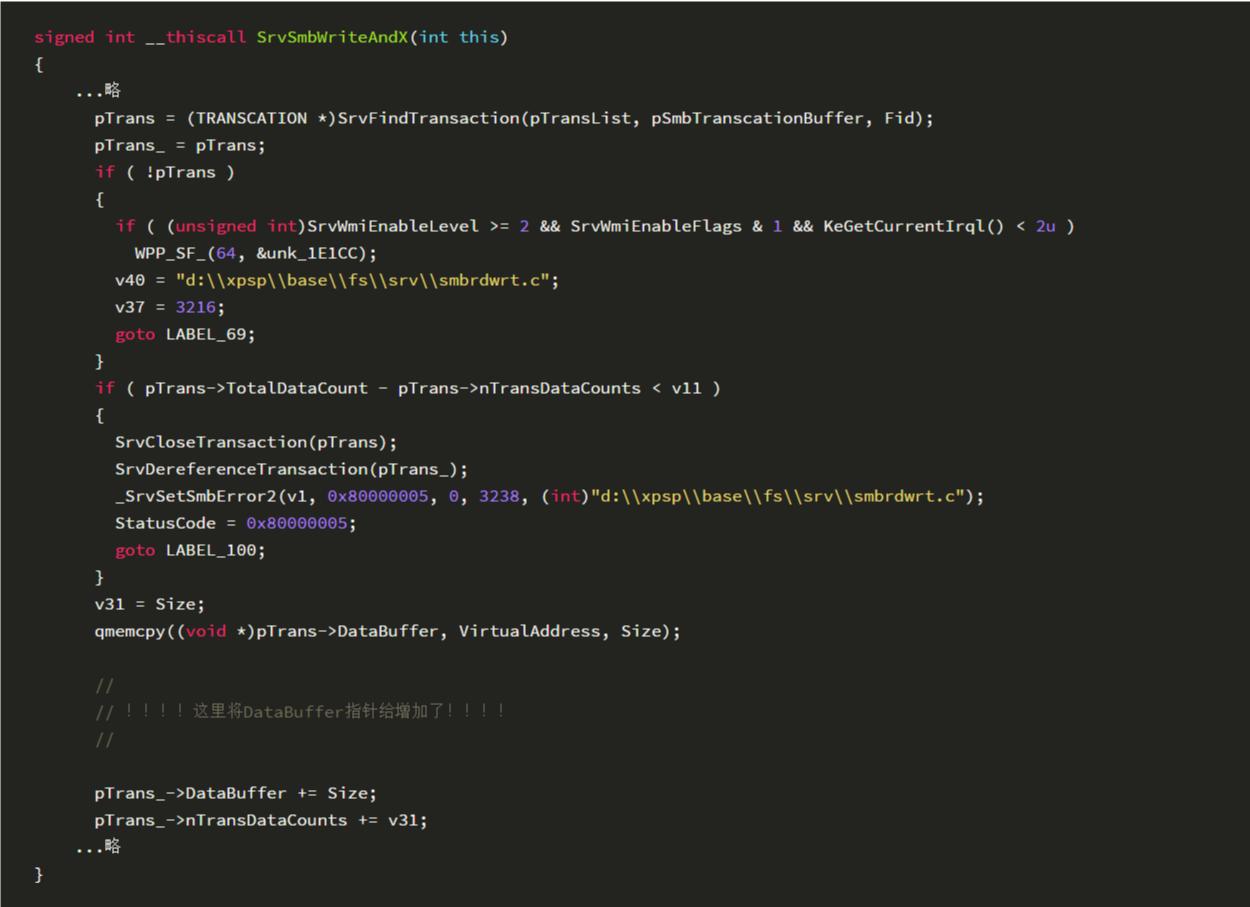 signed int __thiscall SrvSmbWriteAndX(int this)
{
...略
pTrans = (TRANSCATION *)SrvFindTransaction(pTransList, pSmbTranscationBuffer, Fid);
pTrans_ = pTrans;
if ( !pTrans )
{
if ( (unsigned int)SrvWmiEnableLevel >= 2 && SrvWmiEnableFlags & 1 && KeGetCurrentIrql() < 2u )
WPP_SF_(64, &unk_1E1CC);
v40 = "d:\\xpsp\\base\\fs\\srv\\smbrdwrt.c";
v37 = 3216;
goto LABEL_69;
}
if ( pTrans->TotalDataCount - pTrans->nTransDataCounts < v11 )
{
SrvCloseTransaction(pTrans);
SrvDereferenceTransaction(pTrans_);
_SrvSetSmbError2(v1, 0x80000005, 0, 3238, (int)"d:\\xpsp\\base\\fs\\srv\\smbrdwrt.c");
StatusCode = 0x80000005;
goto LABEL_100;
}
v31 = Size;
qmemcpy((void *)pTrans->DataBuffer, VirtualAddress, Size);
//
// ！！！！这里将DataBuffer指针给增加了！！！！
//
pTrans_->DataBuffer += Size;
pTrans_->nTransDataCounts += v31;
...略
}